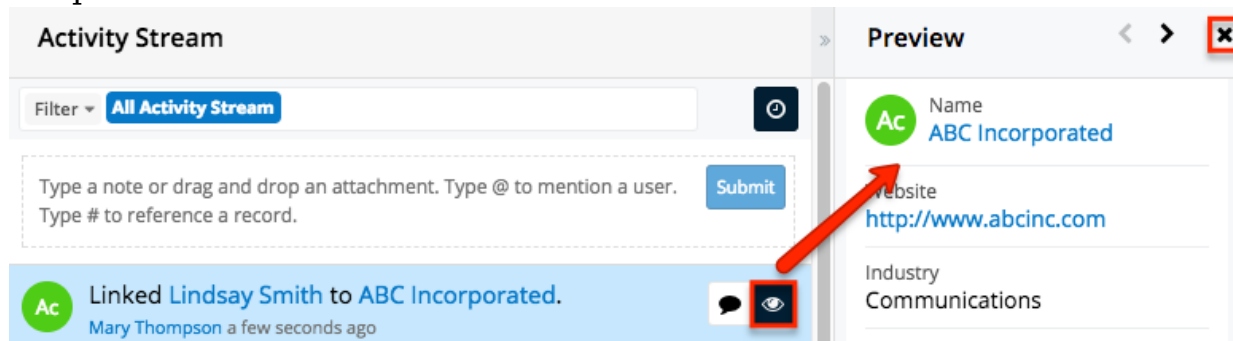 Activity Stream
Filter All Activity Stream
Type a note or drag and drop an attachment. Type @ to mention a user.
Type # to reference a record.
Submit
Ac
Linked Lindsay Smith to ABC Incorporated.
Mary Thompson a few seconds ago
Preview
Ac
Name
ABC Incorporated
Website
http://www.abcinc.com
Industry
Communications